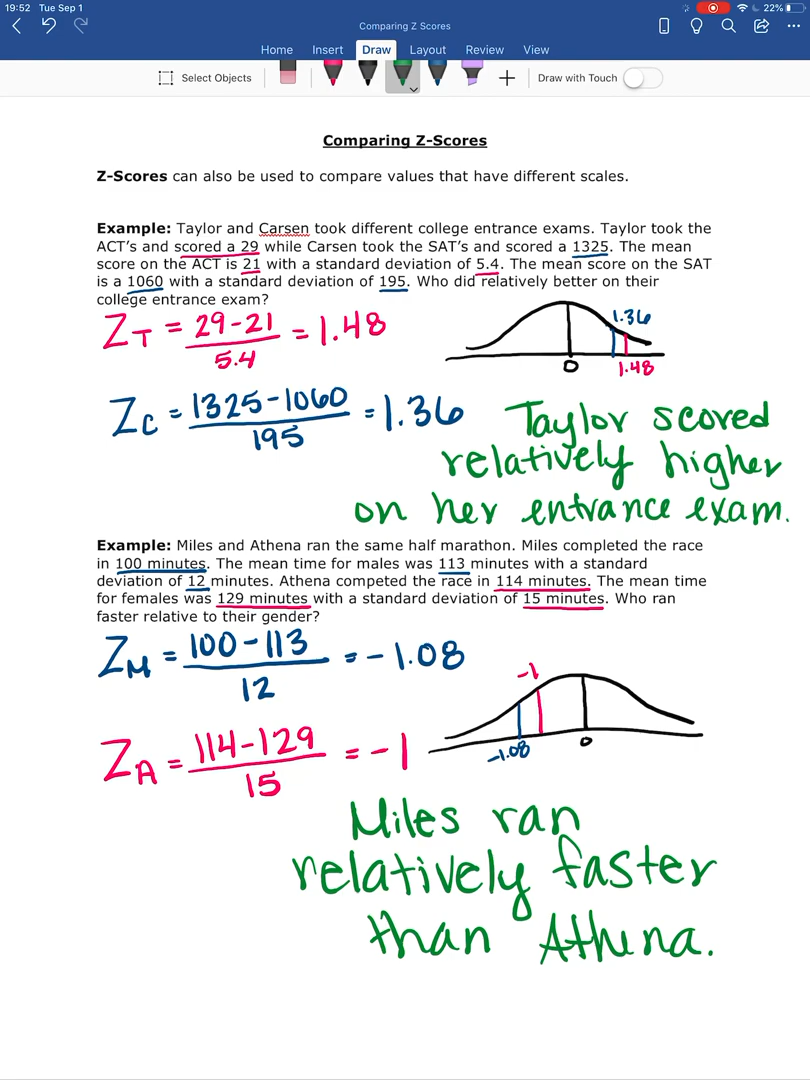 19:52 Tue Sep 1 22%
Comparing Z Scores
Home Insert Draw Layout Review View
Select Objects Draw with Touch
Comparing Z-Scores
Z-Scores can also be used to compare values that have different scales.
Example: Taylor and Carsen took different college entrance exams. Taylor took the
ACT's and scored a 29 while Carsen took the SAT's and scored a 1325. The mean
score on the ACT is 21 with a standard deviation of 5.4. The mean score on the SAT
is a 1060 with a standard deviation of 195. Who did relatively better on their
college entrance exam?
Z_T = (29-21)/5.4 = 1.48
1.36
0 1.48
Z_C = (1325-1060)/195 = 1.36
Taylor scored
relatively higher
on her entrance exam.
Example: Miles and Athena ran the same half marathon. Miles completed the race
in 100 minutes. The mean time for males was 113 minutes with a standard
deviation of 12 minutes. Athena competed the race in 114 minutes. The mean time
for females was 129 minutes with a standard deviation of 15 minutes. Who ran
faster relative to their gender?
Z_M = (100-113)/12 = -1.08
-1
-1.08 0
Z_A = (114-129)/15 = -1
Miles ran
relatively faster
than Athena.